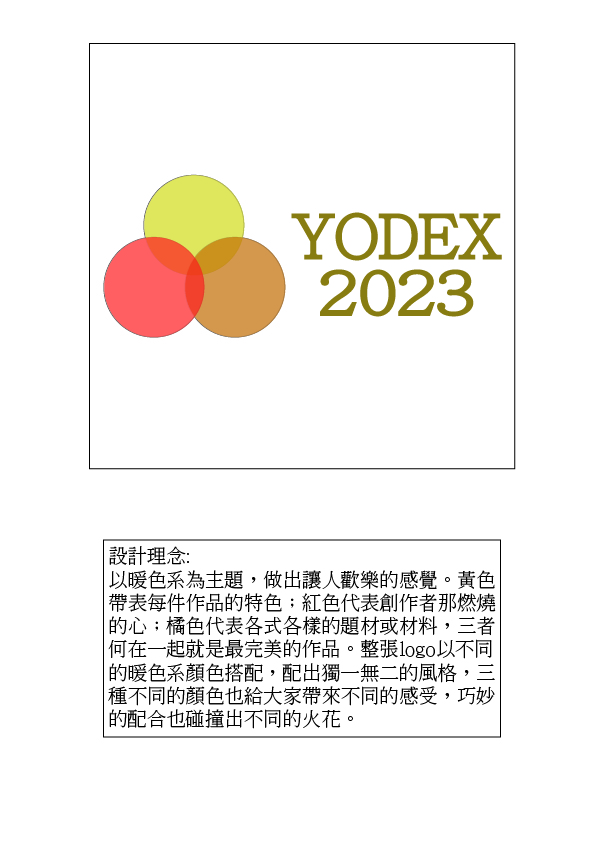 YODEX
2023
設計理念:
以暖色系為主題，做出讓人歡樂的感覺。黃色
帶表每件作品的特色；紅色代表創作者那燃燒
的心；橘色代表各式各樣的題材或材料，三者
何在一起就是最完美的作品。整張logo以不同
的暖色系顏色搭配，配出獨一無二的風格，三
種不同的顏色也給大家帶來不同的感受，巧妙
的配合也碰撞出不同的火花。